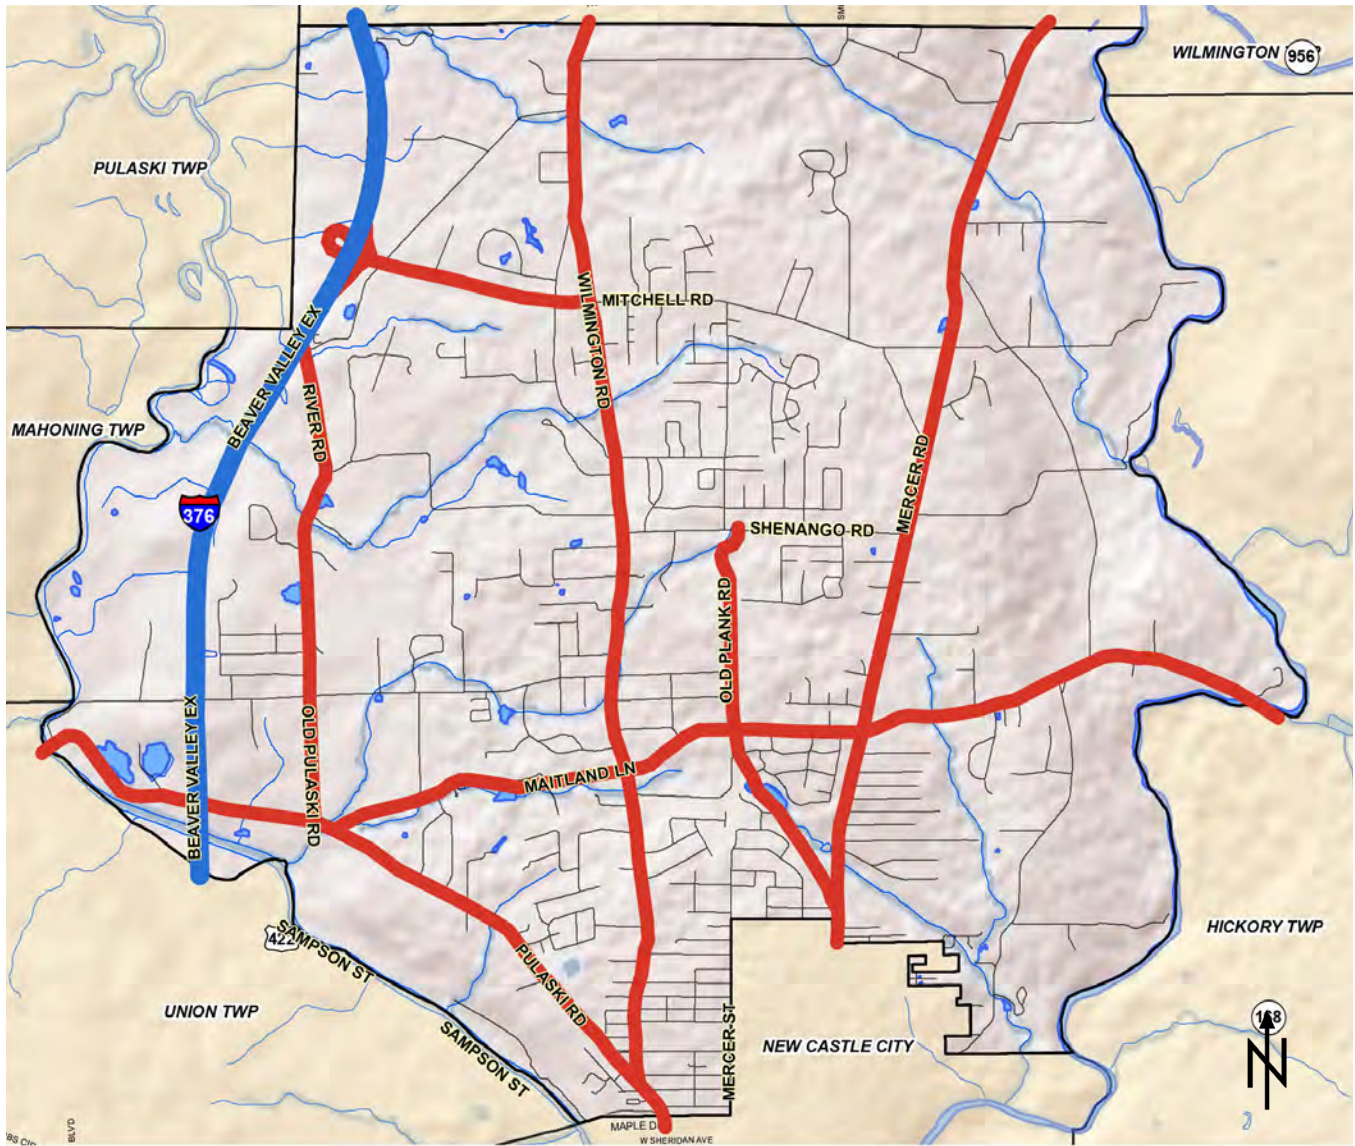 WILMINGTON
956
PULASKI TWP
WILMINGTON RD
MITCHELL RD
BEAVER VALLEY EX
RIVER RD
MAHONING TWP
MERCER RD
376
SHENANGO RD
OLD PLANK RD
BEAVER VALLEY EX
OLD PULASKI RD
MAITLAND LN
HICKORY TWP
422
SAMPSON ST
PULASKI RD
UNION TWP
SAMPSON ST
MERCER ST
NEW CASTLE CITY
168
N
MAPLE D
W SHERIDAN AVE
BLVD